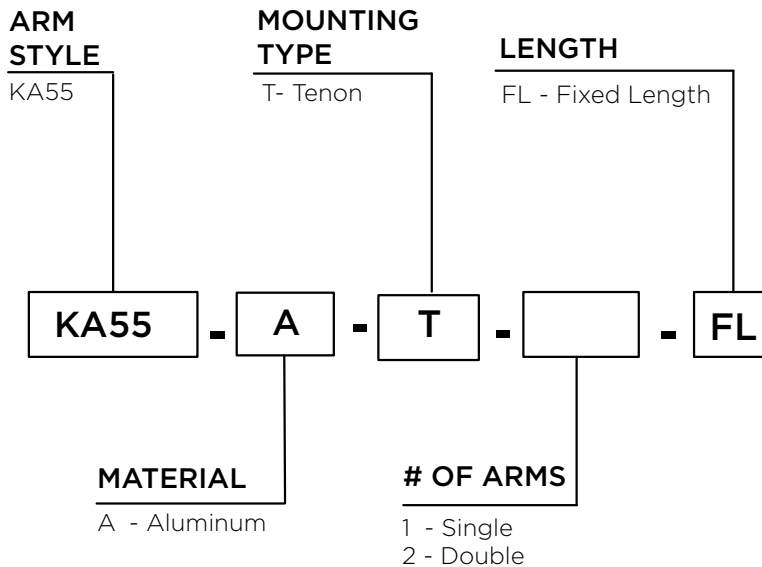 ARM
STYLE
KA55
MOUNTING
TYPE
T- Tenon
LENGTH
FL - Fixed Length
KA55 - A - T - - FL
MATERIAL
A - Aluminum
# OF ARMS
1 - Single
2 - Double